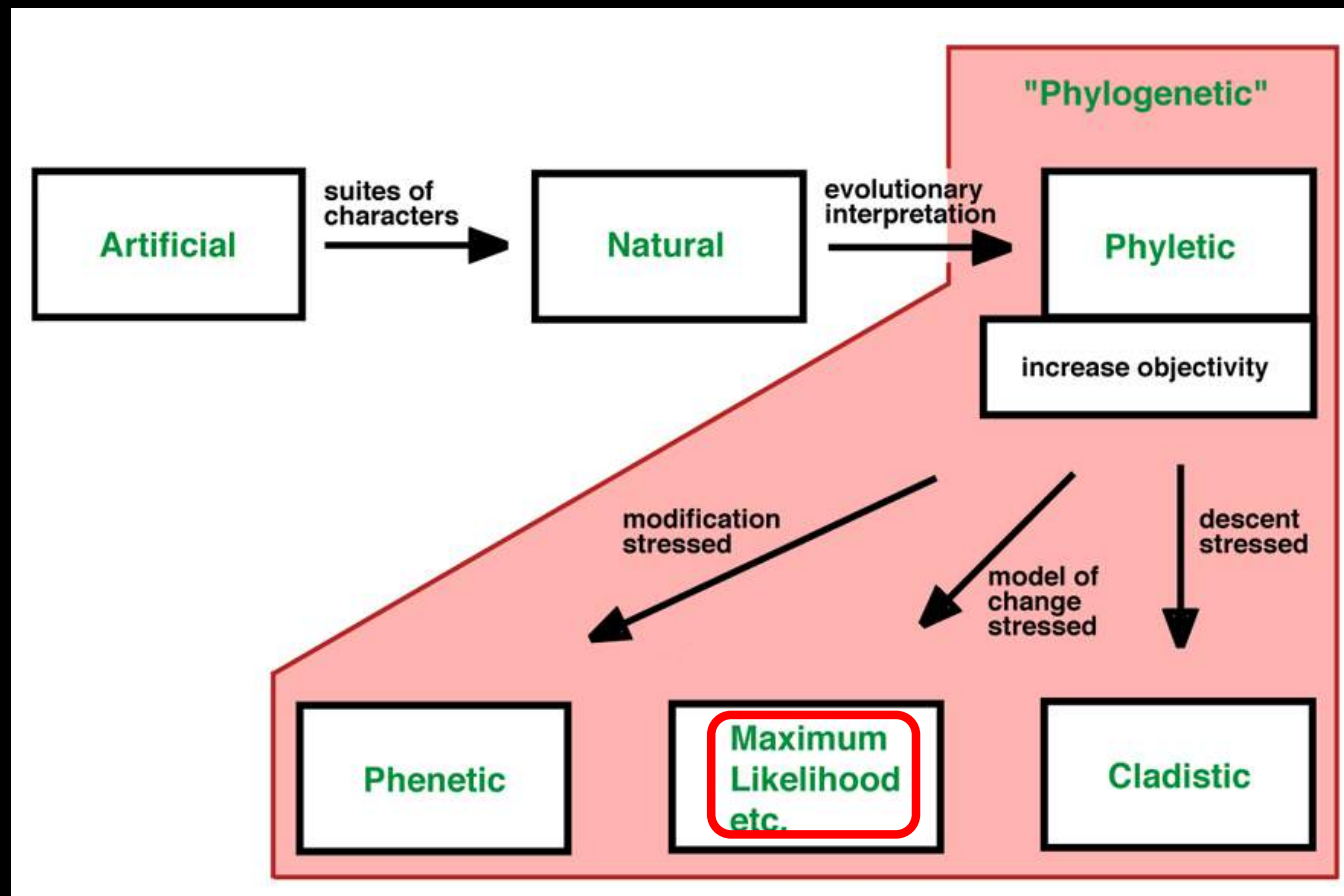 "Phylogenetic"
Artificial
suites of
characters
Natural
evolutionary
interpretation
Phyletic
increase objectivity
modification
stressed
model of
change
stressed
descent
stressed
Phenetic
Maximum
Likelihood
etc.
Cladistic